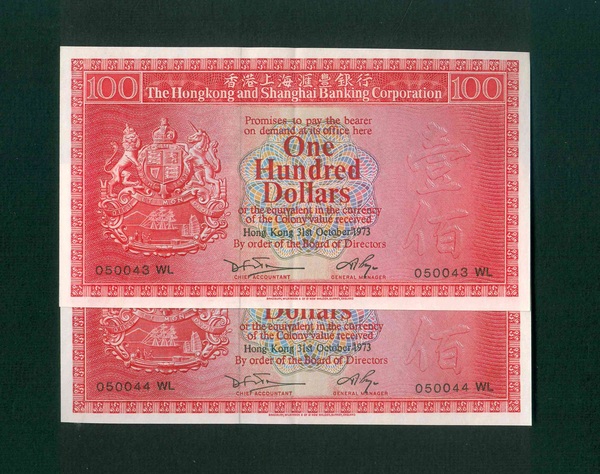 100 香港上海滙豐銀行 100
The Hongkong and Shanghai Banking Corporation
Promises to pay the bearer
on demand at its office here
One
Hundred
Dollars
or the equivalent in the currency
of the Colony value received
Hong Kong 31st October 1973
By order of the Board of Directors
壹佰
050043 WL
CHIEF ACCOUNTANT
GENERAL MANAGER
050043 WL
Dollars
or the equivalent in the currency
of the Colony value received
Hong Kong 31st October 1973
By order of the Board of Directors
佰
050044 WL
CHIEF ACCOUNTANT
GENERAL MANAGER
050044 WL